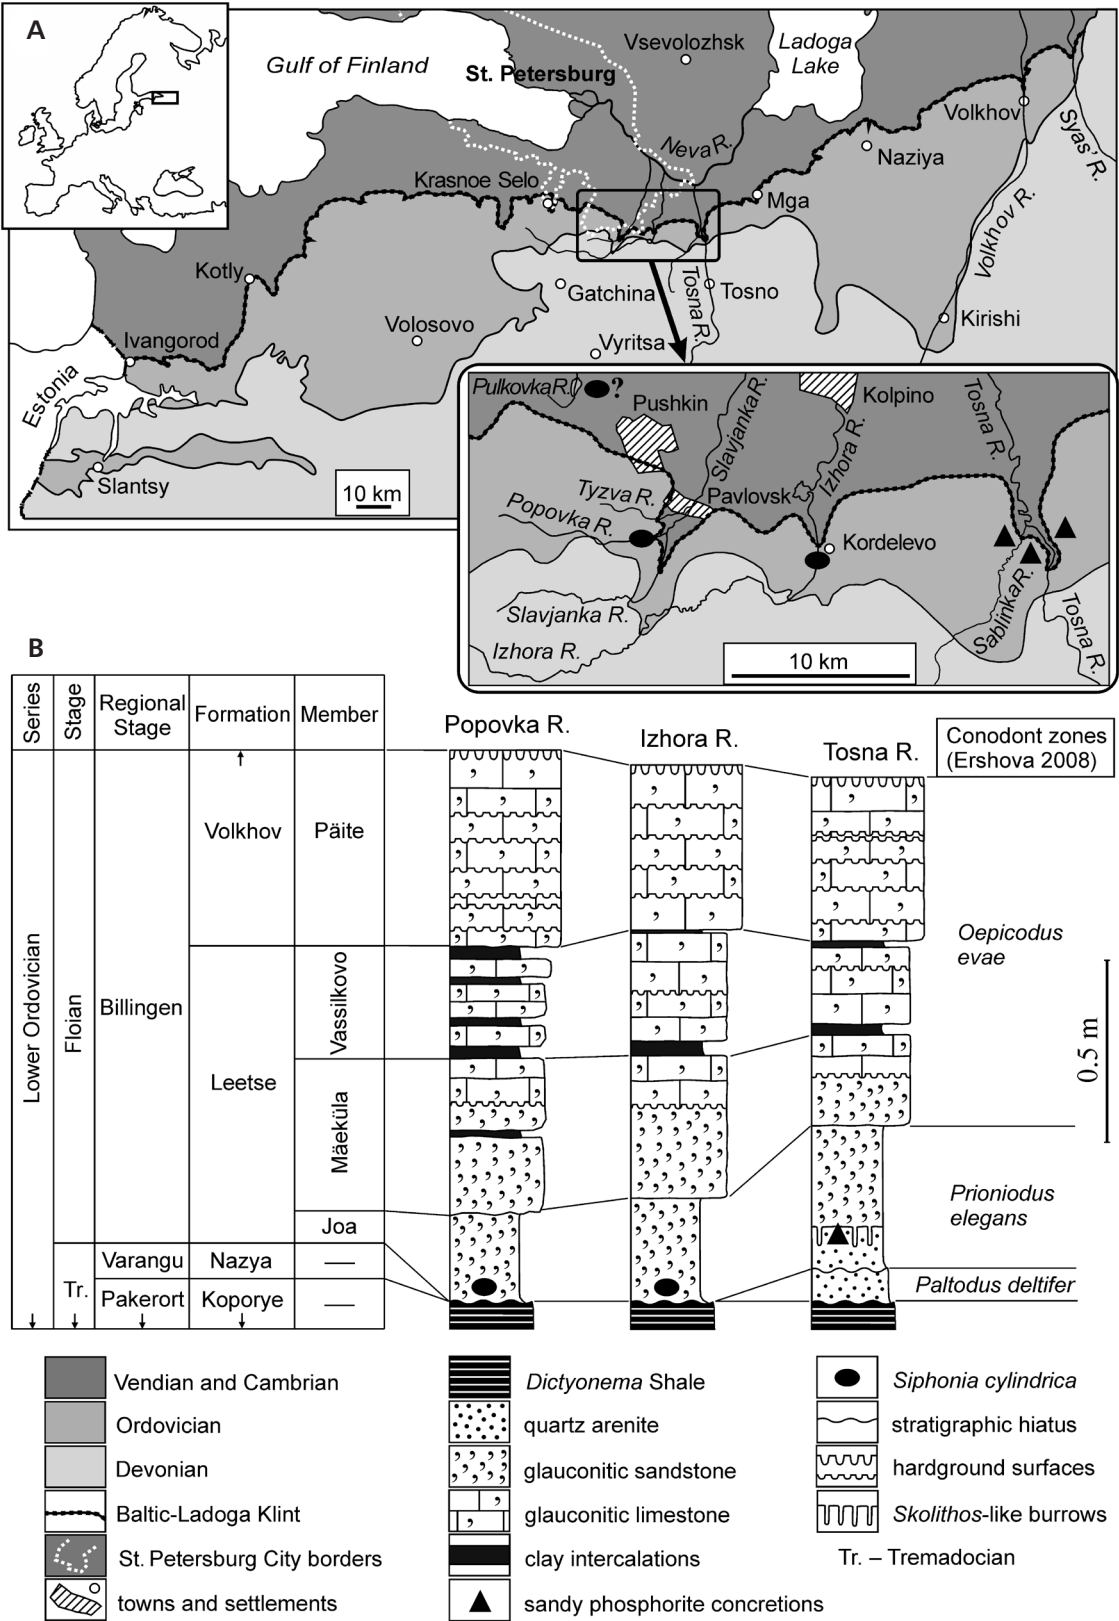 A
Gulf of Finland
Vsevolozhsk
Ladoga
Lake
St. Petersburg
Neva R.
Volkhov
Syas' R.
Naziya
Krasnoe Selo
Mga
Volkhov R.
Kotly
Gatchina
Tosna R.
Tosno
Kirishi
Volosovo
Vyritsa
Ivangorod
Estonia
Slantsy
10 km
Pulkovka R.
?
Pushkin
Slavjanka R.
Kolpino
Izhora R.
Tosna R.
Tyzva R.
Pavlovsk
Popovka R.
Kordelevo
Slavjanka R.
Sablinka R.
Tosna R.
Izhora R.
10 km
B
Series
Stage
Regional
Stage
Formation
Member
Popovka R.
Izhora R.
Tosna R.
Conodont zones
(Ershova 2008)
Lower Ordovician
Floian
Billingen
Volkhov
Päite
Oepicodus
evae
Vassilkovo
Leetse
Mäeküla
0.5 m
Prioniodus
elegans
Joa
Tr.
Varangu
Nazya
—
Paltodus deltifer
Pakerort
Koporye
—
Vendian and Cambrian
Ordovician
Devonian
Baltic-Ladoga Klint
St. Petersburg City borders
towns and settlements
Dictyonema Shale
quartz arenite
glauconitic sandstone
glauconitic limestone
clay intercalations
sandy phosphorite concretions
Siphonia cylindrica
stratigraphic hiatus
hardground surfaces
Skolithos-like burrows
Tr. – Tremadocian